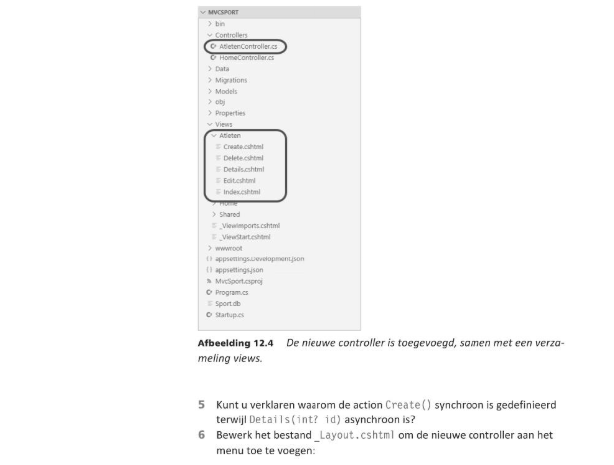 MVCSPORT
bin
Controllers
AtletenController.cs
HomeController.cs
Data
Migrations
Models
obj
Properties
Views
Atleten
Create.cshtml
Delete.cshtml
Details.cshtml
Edit.cshtml
Index.cshtml
Home
Shared
_ViewImports.cshtml
_ViewStart.cshtml
wwwroot
appsettings.Development.json
appsettings.json
MvcSport.csproj
Program.cs
Sport.db
Startup.cs
Afbeelding 12.4 De nieuwe controller is toegevoegd, samen met een verza-
meling views.
5 Kunt u verklaren waarom de action Create() synchroon is gedefinieerd
terwijl Details(int? id) asynchroon is?
6 Bewerk het bestand _Layout.cshtml om de nieuwe controller aan het
menu toe te voegen: